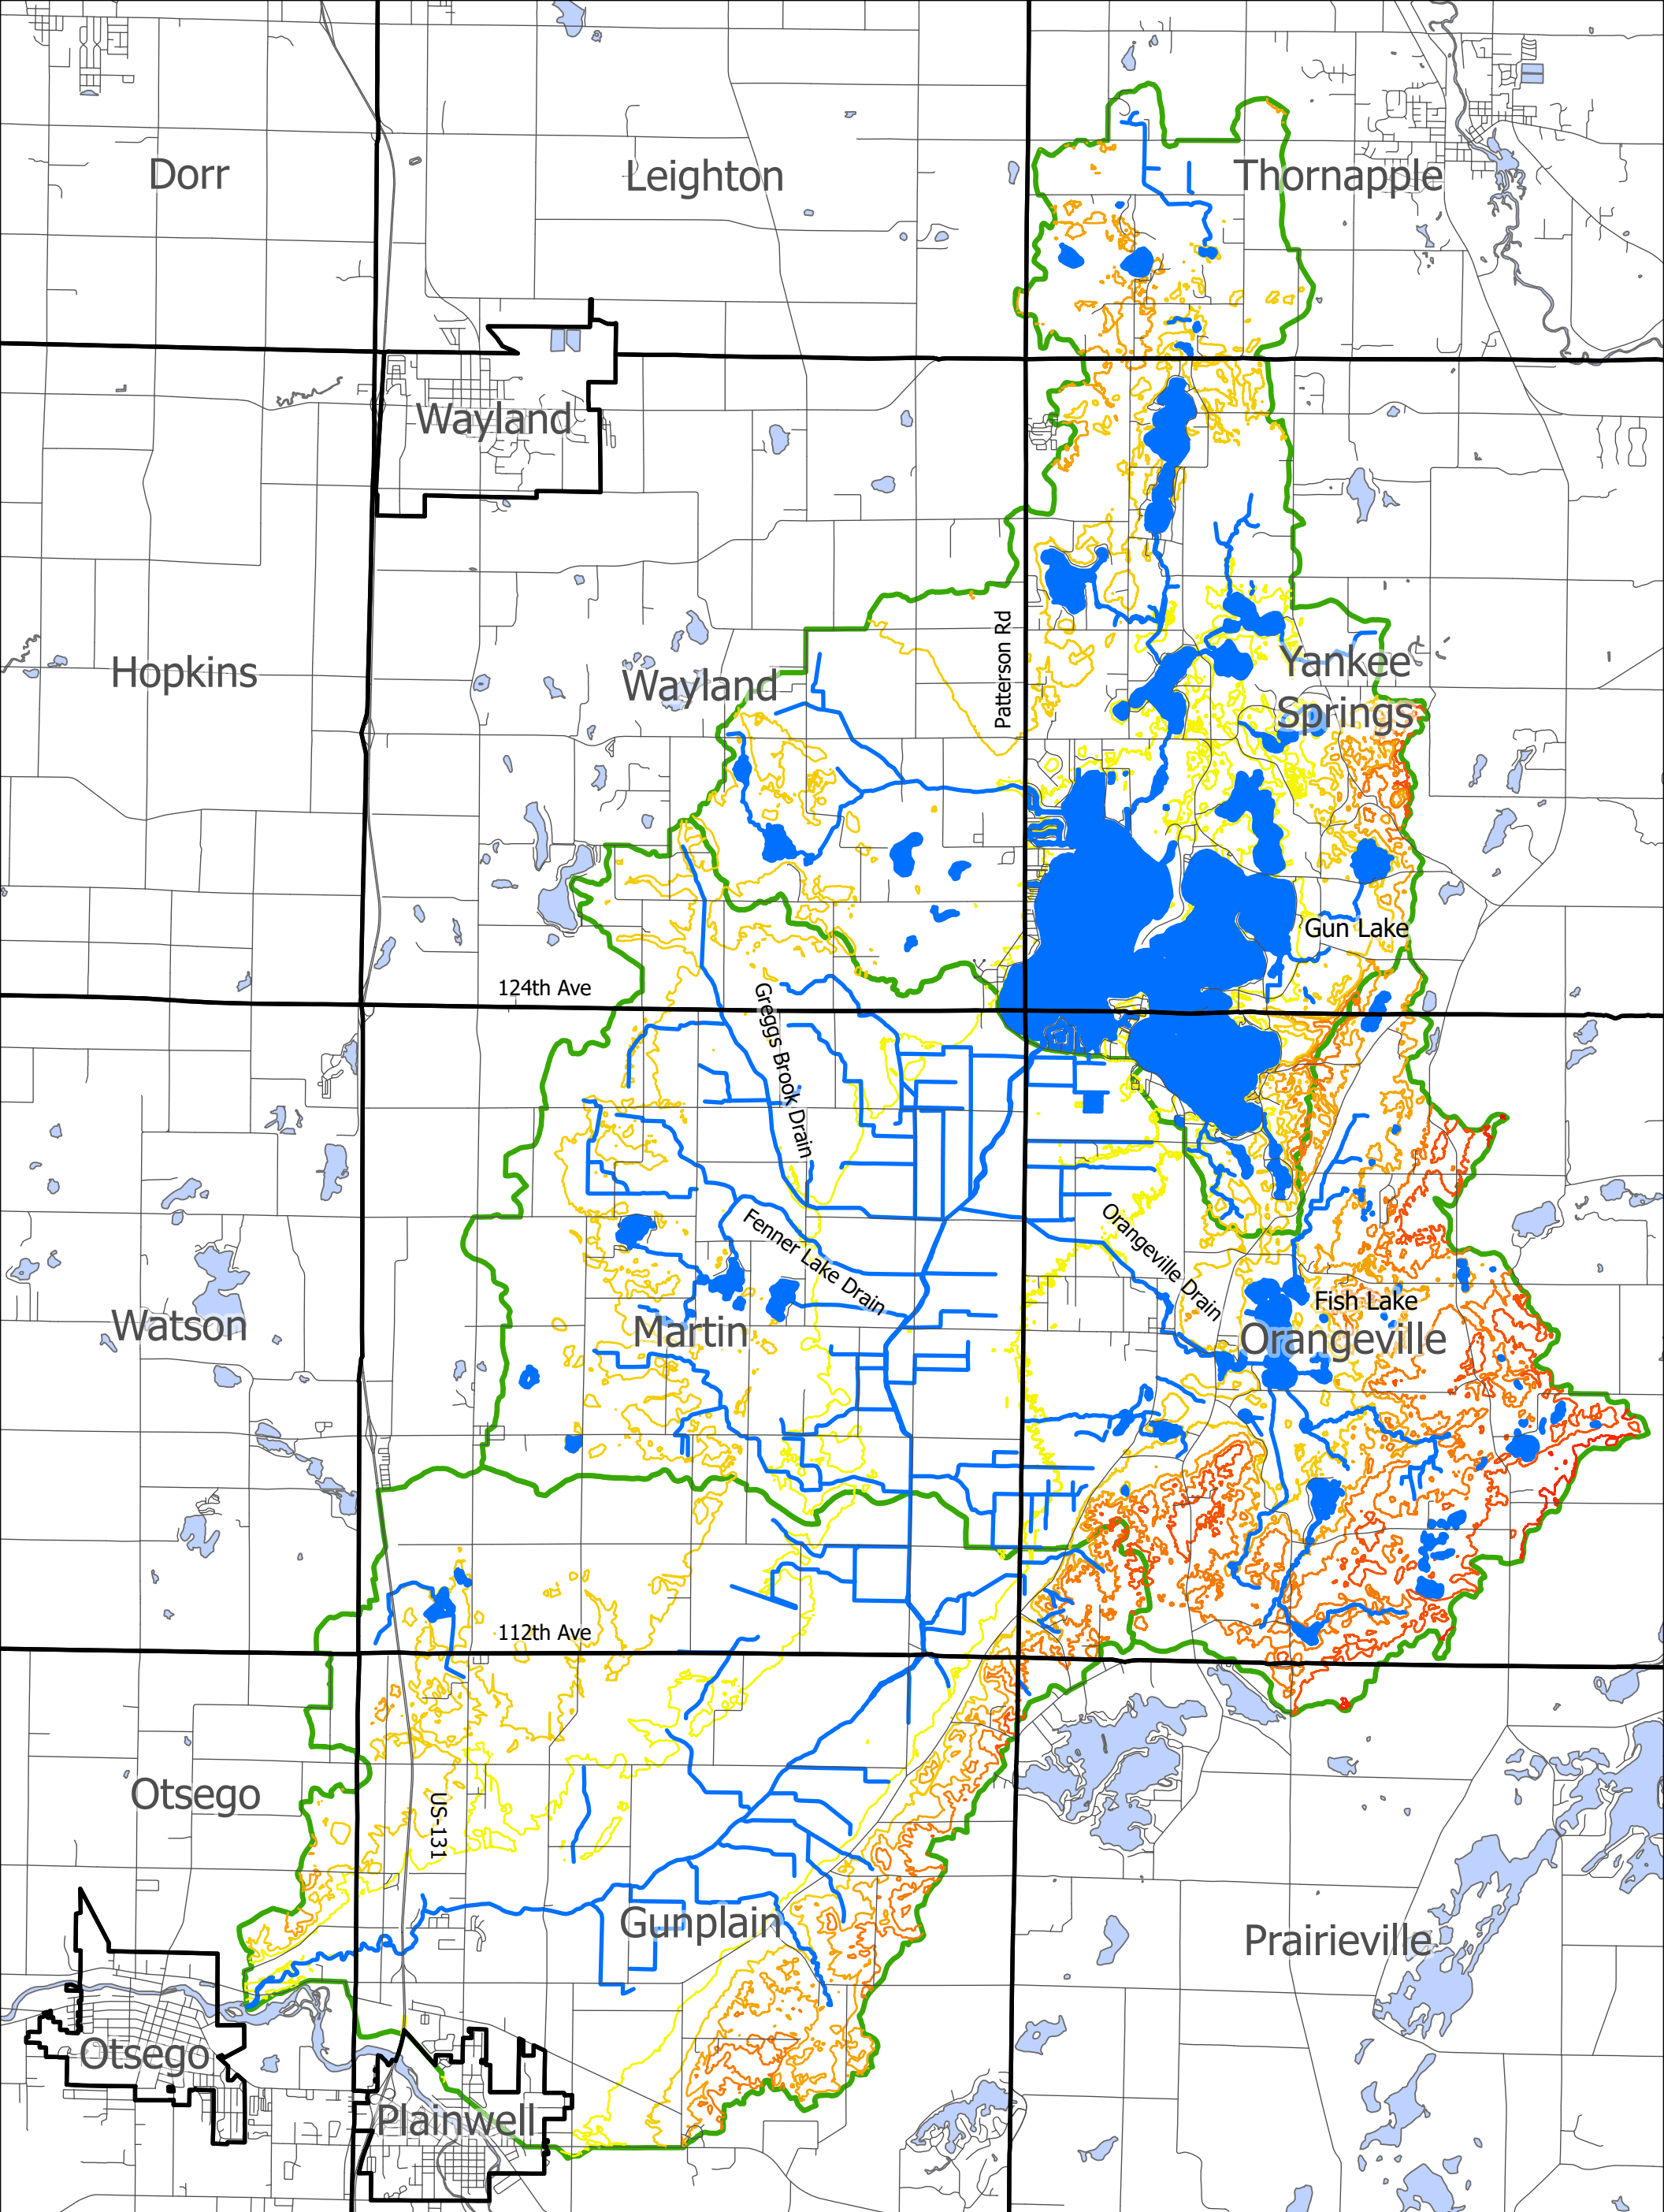 Dorr
Leighton
Thornapple
Wayland
Hopkins
Wayland
Patterson Rd
Yankee
Springs
Gun Lake
124th Ave
Greggs Brook Drain
Fenner Lake Drain
Orangeville Drain
Fish Lake
Watson
Martin
Orangeville
112th Ave
Otsego
US-131
Gunplain
Prairieville
Otsego
Plainwell